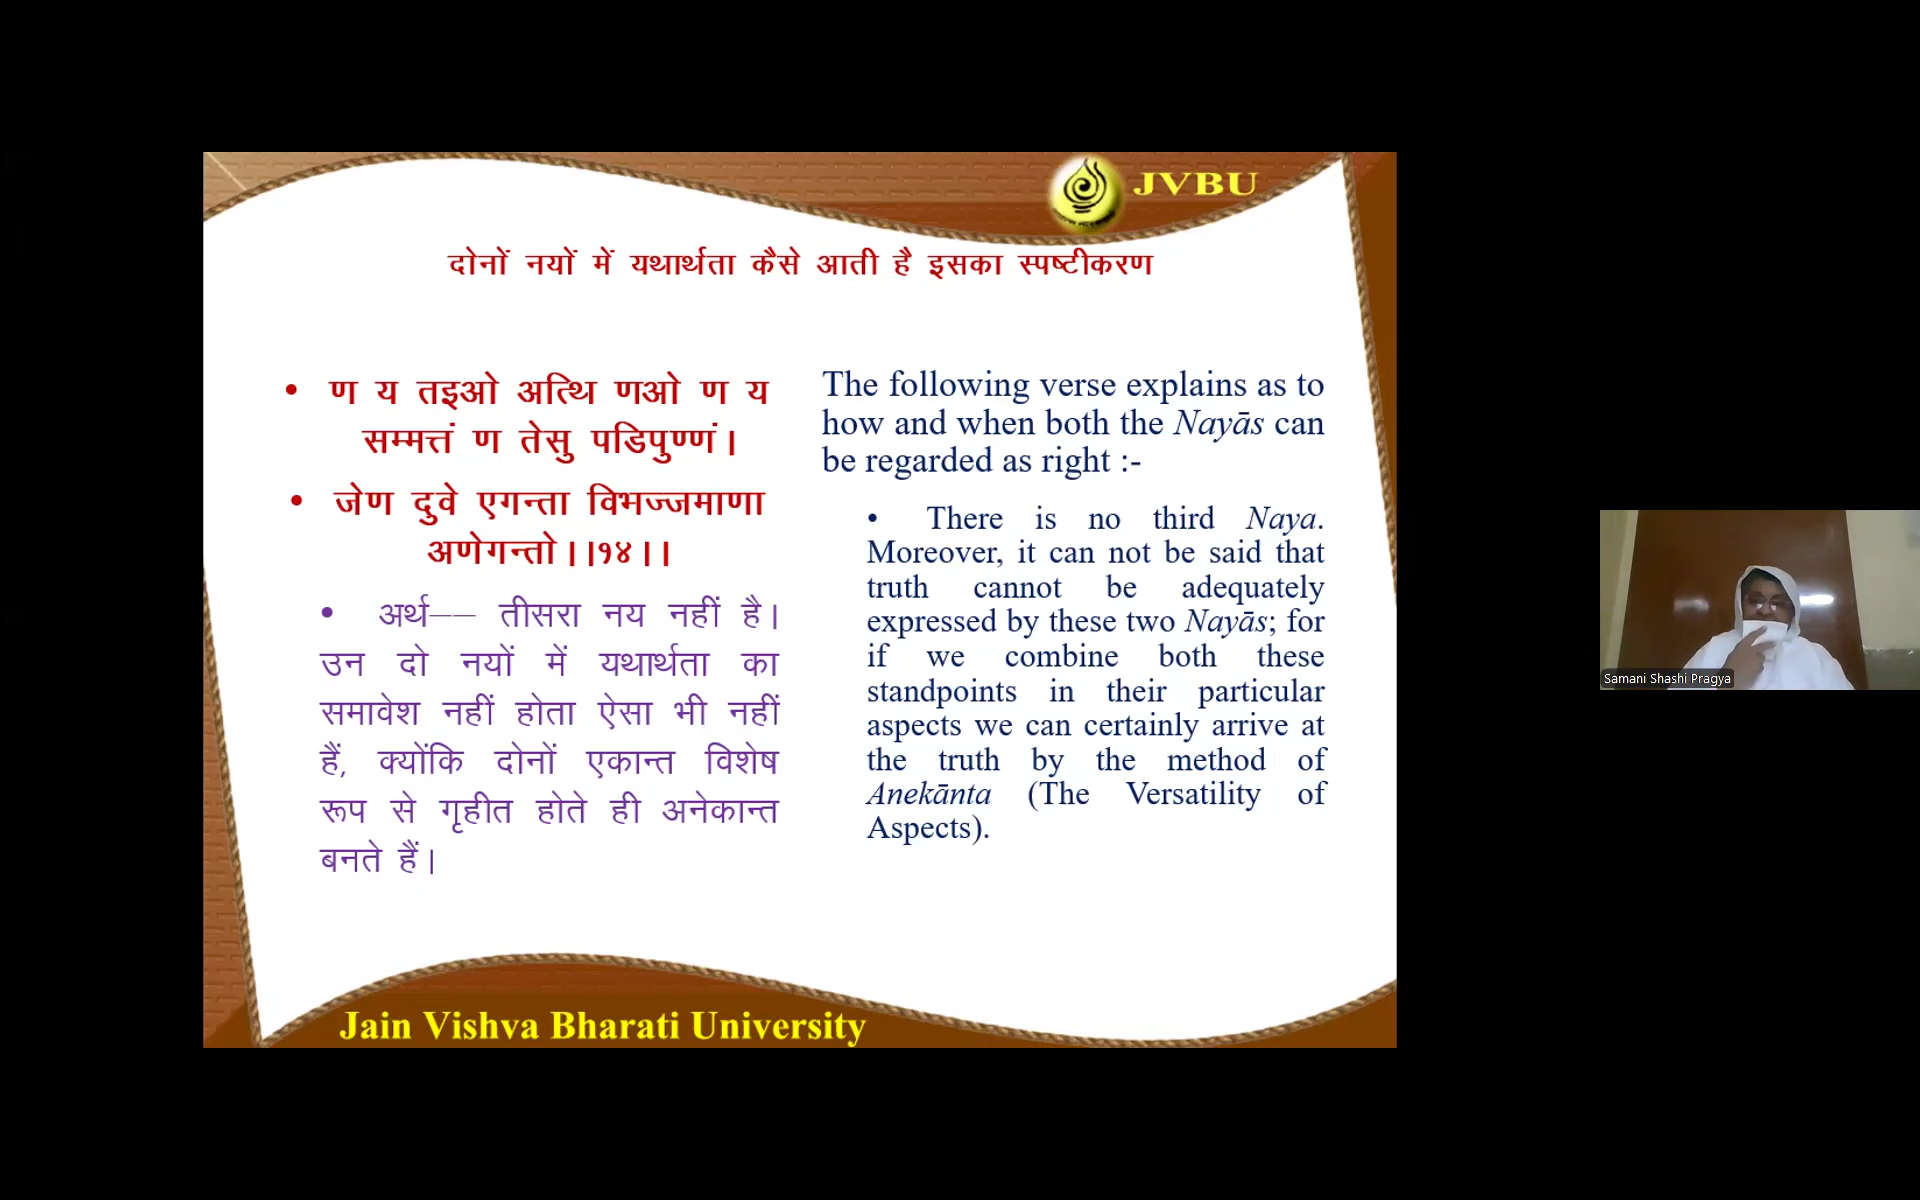 JVBU
दोनों नयों में यथार्थता कैसे आती है इसका स्पष्टीकरण
• ण य तइओ अत्थि णओ ण य
सम्मत्तं ण तेसु पडिपुण्णं।
• जेण दुवे एगन्ता विभज्जमाणा
अणेगन्तो।।१४।।
• अर्थ–– तीसरा नय नहीं है।
उन दो नयों में यथार्थता का
समावेश नहीं होता ऐसा भी नहीं
हैं, क्योंकि दोनों एकान्त विशेष
रूप से गृहीत होते ही अनेकान्त
बनते हैं।
The following verse explains as to
how and when both the Nayās can
be regarded as right :-
• There is no third Naya.
Moreover, it can not be said that
truth cannot be adequately
expressed by these two Nayās; for
if we combine both these
standpoints in their particular
aspects we can certainly arrive at
the truth by the method of
Anekānta (The Versatility of
Aspects).
Jain Vishva Bharati University
Samani Shashi Pragya